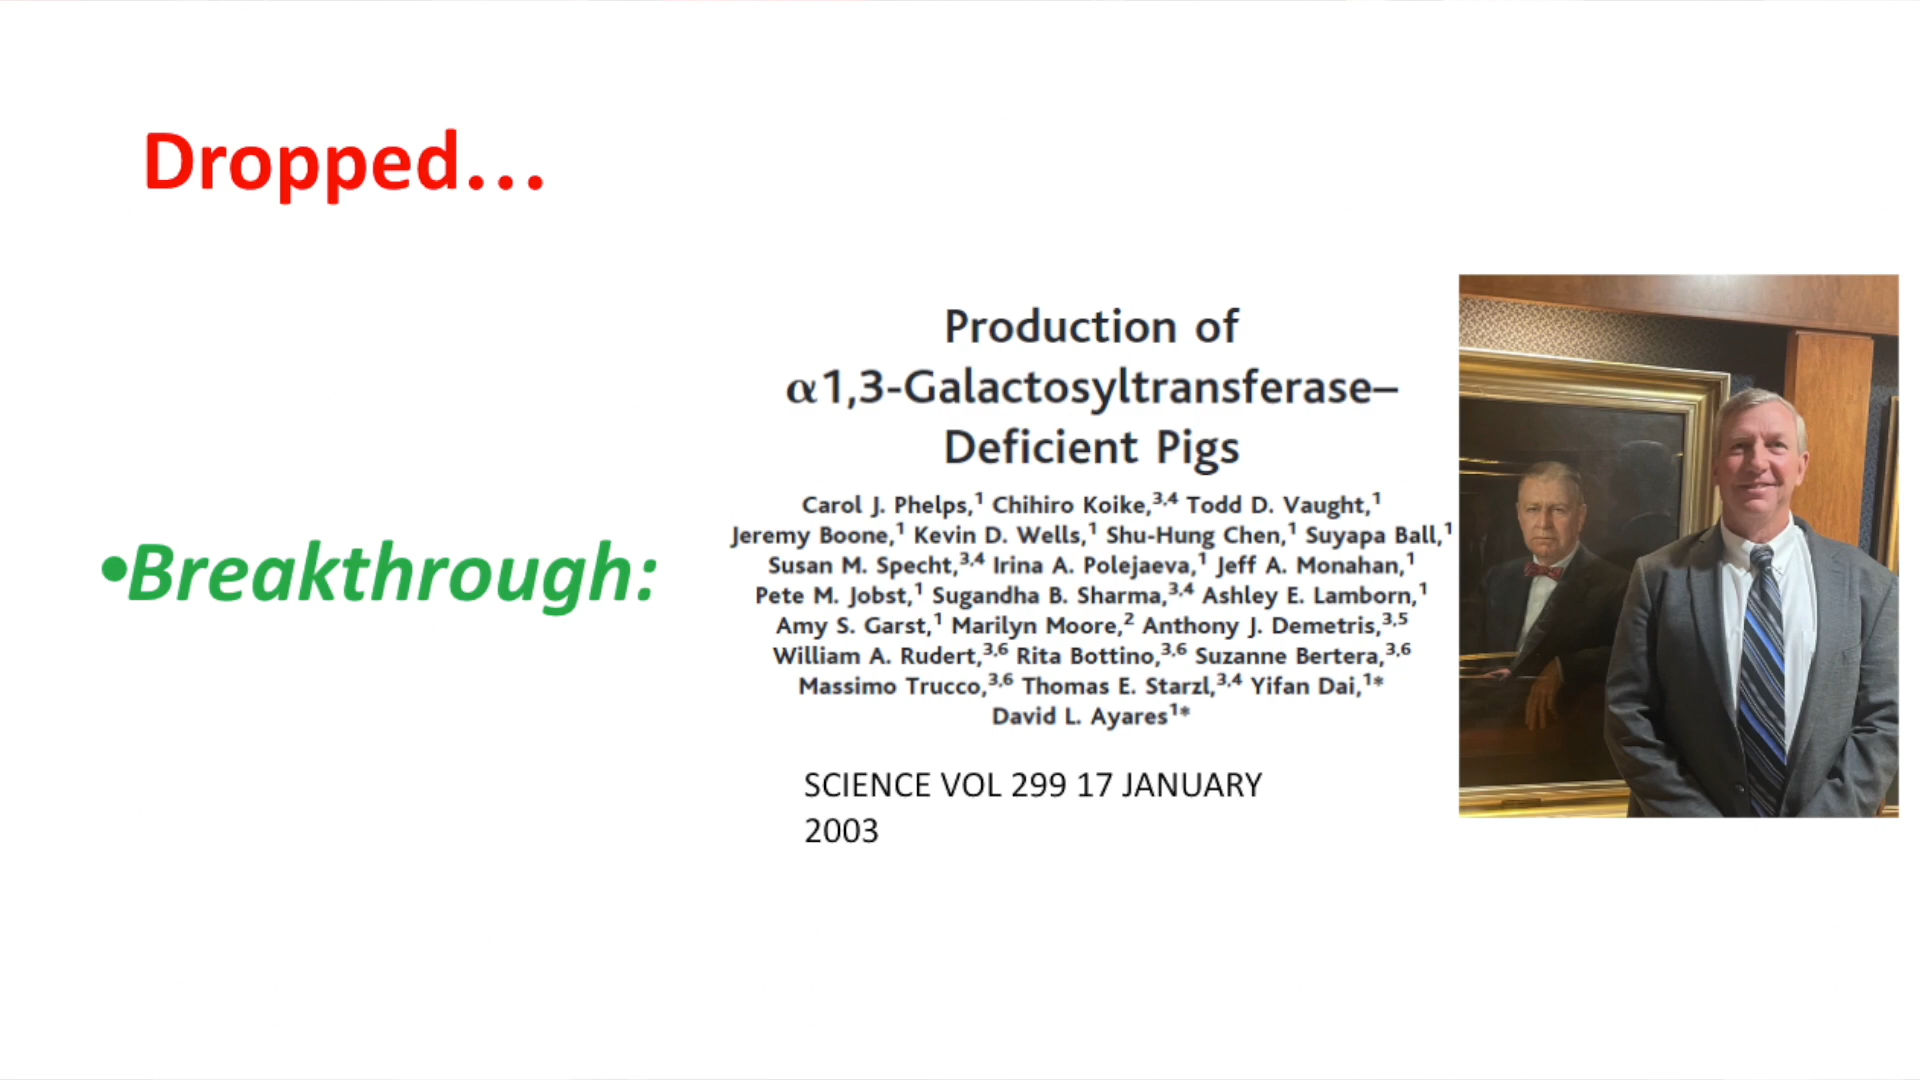 Dropped...
•Breakthrough:
Production of
α1,3-Galactosyltransferase–
Deficient Pigs
Carol J. Phelps,¹ Chihiro Koike,³,⁴ Todd D. Vaught,¹
Jeremy Boone,¹ Kevin D. Wells,¹ Shu-Hung Chen,¹ Suyapa Ball,¹
Susan M. Specht,³,⁴ Irina A. Polejaeva,¹ Jeff A. Monahan,¹
Pete M. Jobst,¹ Sugandha B. Sharma,³,⁴ Ashley E. Lamborn,¹
Amy S. Garst,¹ Marilyn Moore,² Anthony J. Demetris,³,⁵
William A. Rudert,³,⁶ Rita Bottino,³,⁶ Suzanne Bertera,³,⁶
Massimo Trucco,³,⁶ Thomas E. Starzl,³,⁴ Yifan Dai,¹*
David L. Ayares¹*
SCIENCE VOL 299 17 JANUARY
2003